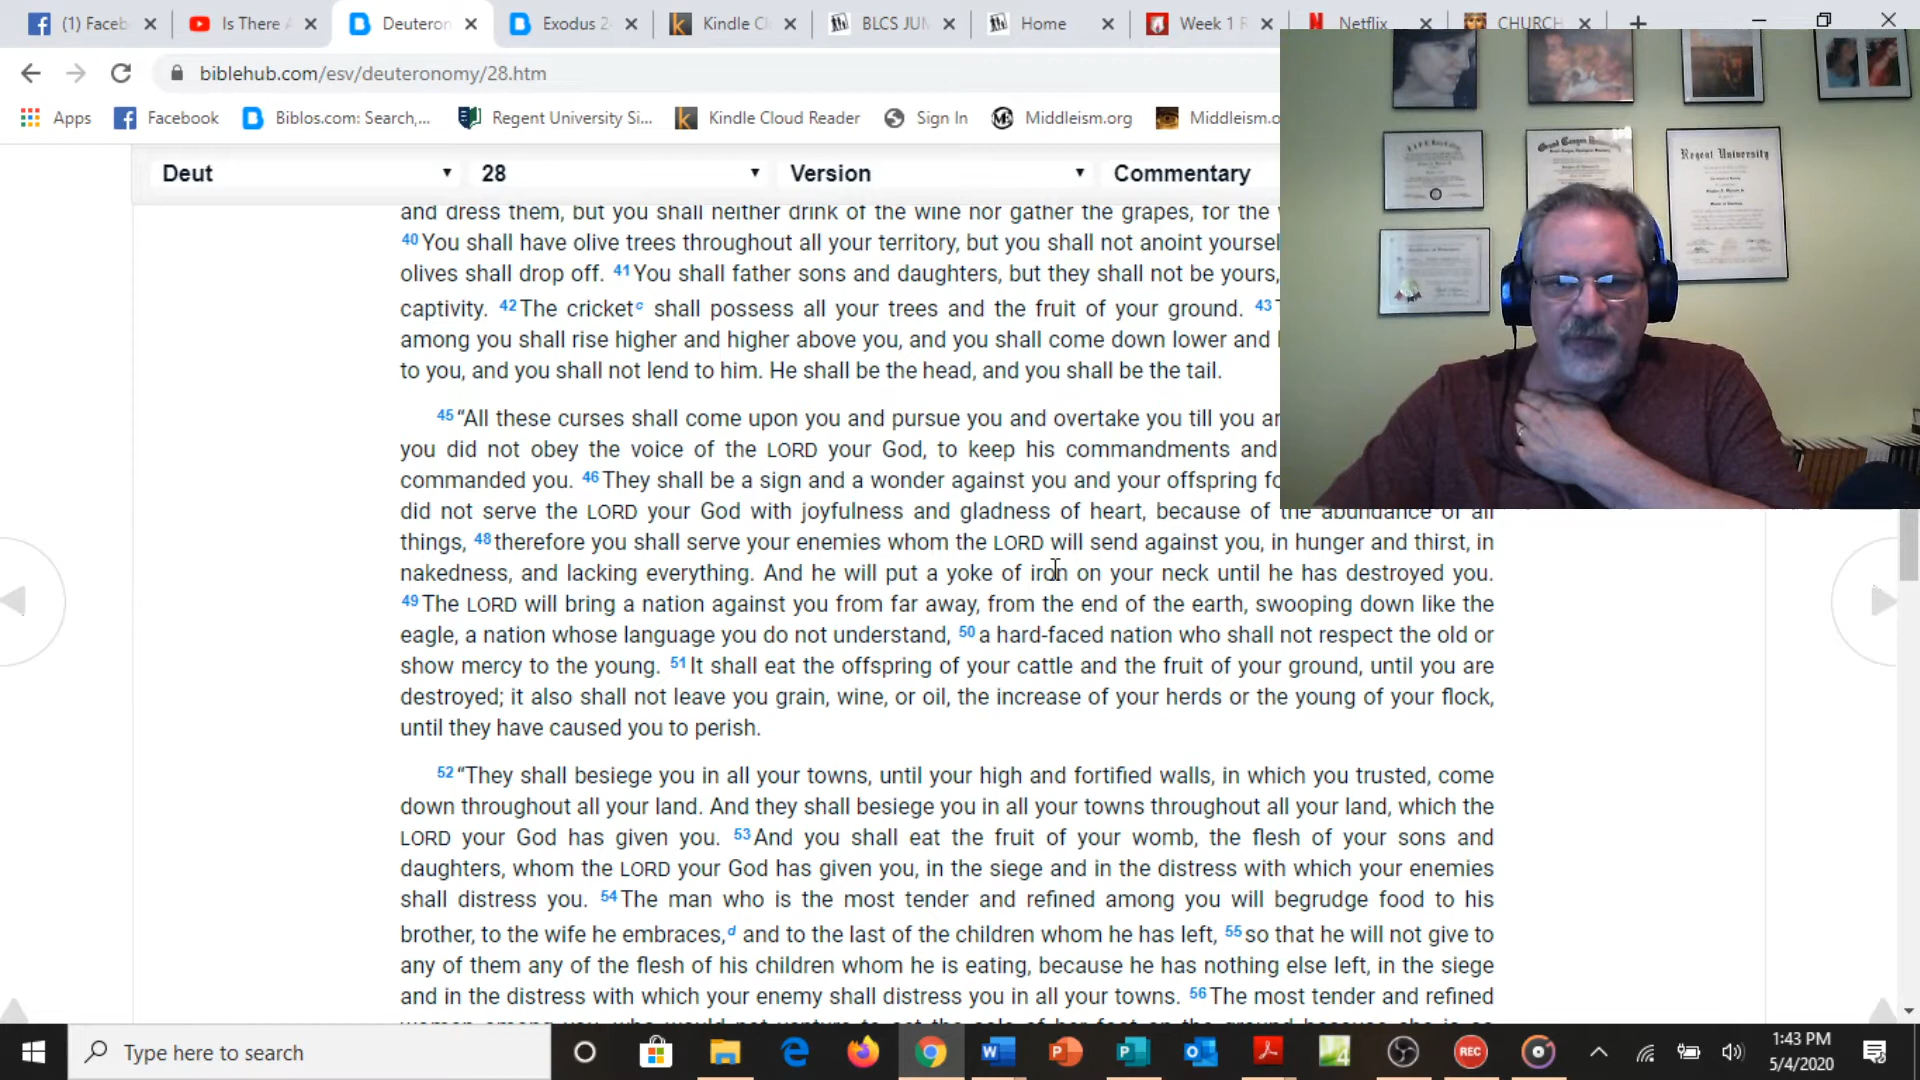 (1) Faceb
Is There
Deuteron
Exodus 2
Kindle Cl
BLCS JUN
Home
Week 1 R
Netflix
CHURCH
biblehub.com/esv/deuteronomy/28.htm
Apps Facebook Biblos.com: Search,... Regent University Si... Kindle Cloud Reader Sign In Middleism.org Middleism.o
Deut 28 Version Commentary
and dress them, but you shall neither drink of the wine nor gather the grapes, for the
40 You shall have olive trees throughout all your territory, but you shall not anoint yoursel
olives shall drop off. 41 You shall father sons and daughters, but they shall not be yours,
captivity. 42 The cricket c shall possess all your trees and the fruit of your ground. 43
among you shall rise higher and higher above you, and you shall come down lower and
to you, and you shall not lend to him. He shall be the head, and you shall be the tail.
45 “All these curses shall come upon you and pursue you and overtake you till you ar
you did not obey the voice of the LORD your God, to keep his commandments and
commanded you. 46 They shall be a sign and a wonder against you and your offspring fo
did not serve the LORD your God with joyfulness and gladness of heart, because of the abundance of all
things, 48 therefore you shall serve your enemies whom the LORD will send against you, in hunger and thirst, in
nakedness, and lacking everything. And he will put a yoke of iron on your neck until he has destroyed you.
49 The LORD will bring a nation against you from far away, from the end of the earth, swooping down like the
eagle, a nation whose language you do not understand, 50 a hard-faced nation who shall not respect the old or
show mercy to the young. 51 It shall eat the offspring of your cattle and the fruit of your ground, until you are
destroyed; it also shall not leave you grain, wine, or oil, the increase of your herds or the young of your flock,
until they have caused you to perish.
52 “They shall besiege you in all your towns, until your high and fortified walls, in which you trusted, come
down throughout all your land. And they shall besiege you in all your towns throughout all your land, which the
LORD your God has given you. 53 And you shall eat the fruit of your womb, the flesh of your sons and
daughters, whom the LORD your God has given you, in the siege and in the distress with which your enemies
shall distress you. 54 The man who is the most tender and refined among you will begrudge food to his
brother, to the wife he embraces, d and to the last of the children whom he has left, 55 so that he will not give to
any of them any of the flesh of his children whom he is eating, because he has nothing else left, in the siege
and in the distress with which your enemy shall distress you in all your towns. 56 The most tender and refined
Regent University
Type here to search
REC
1:43 PM
5/4/2020